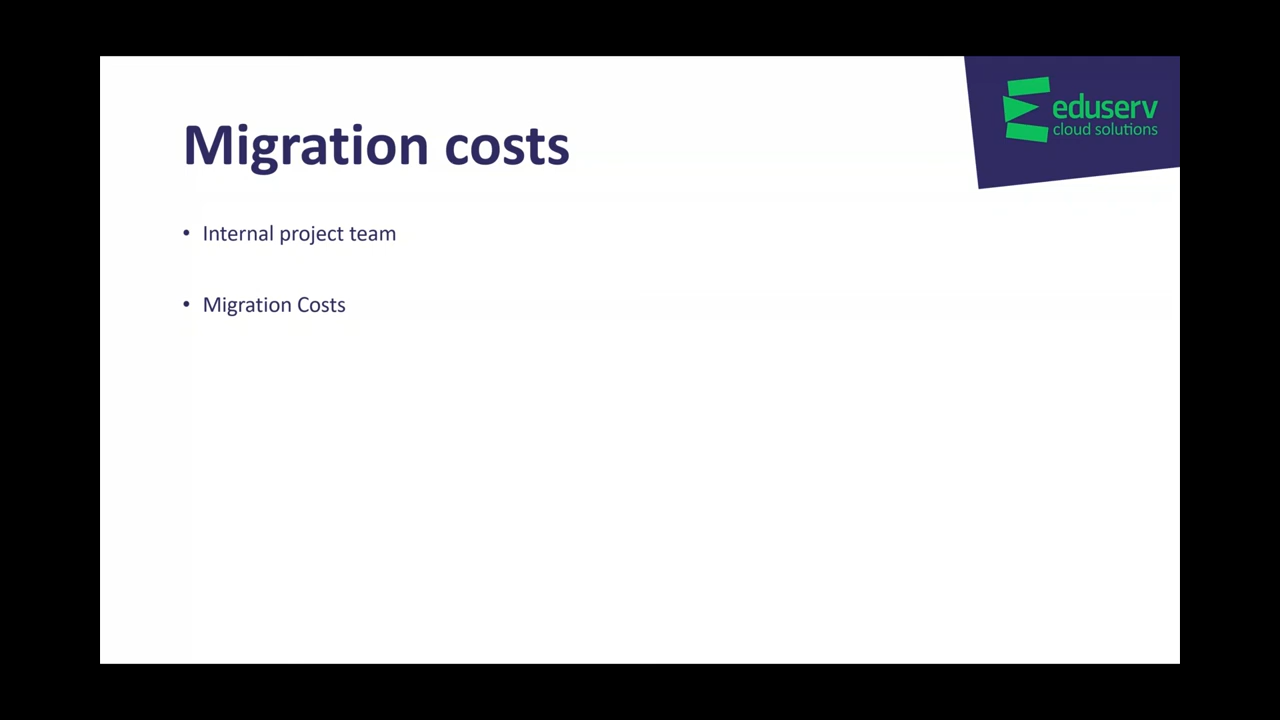 Migration costs
eduserv
cloud solutions
• Internal project team
• Migration Costs